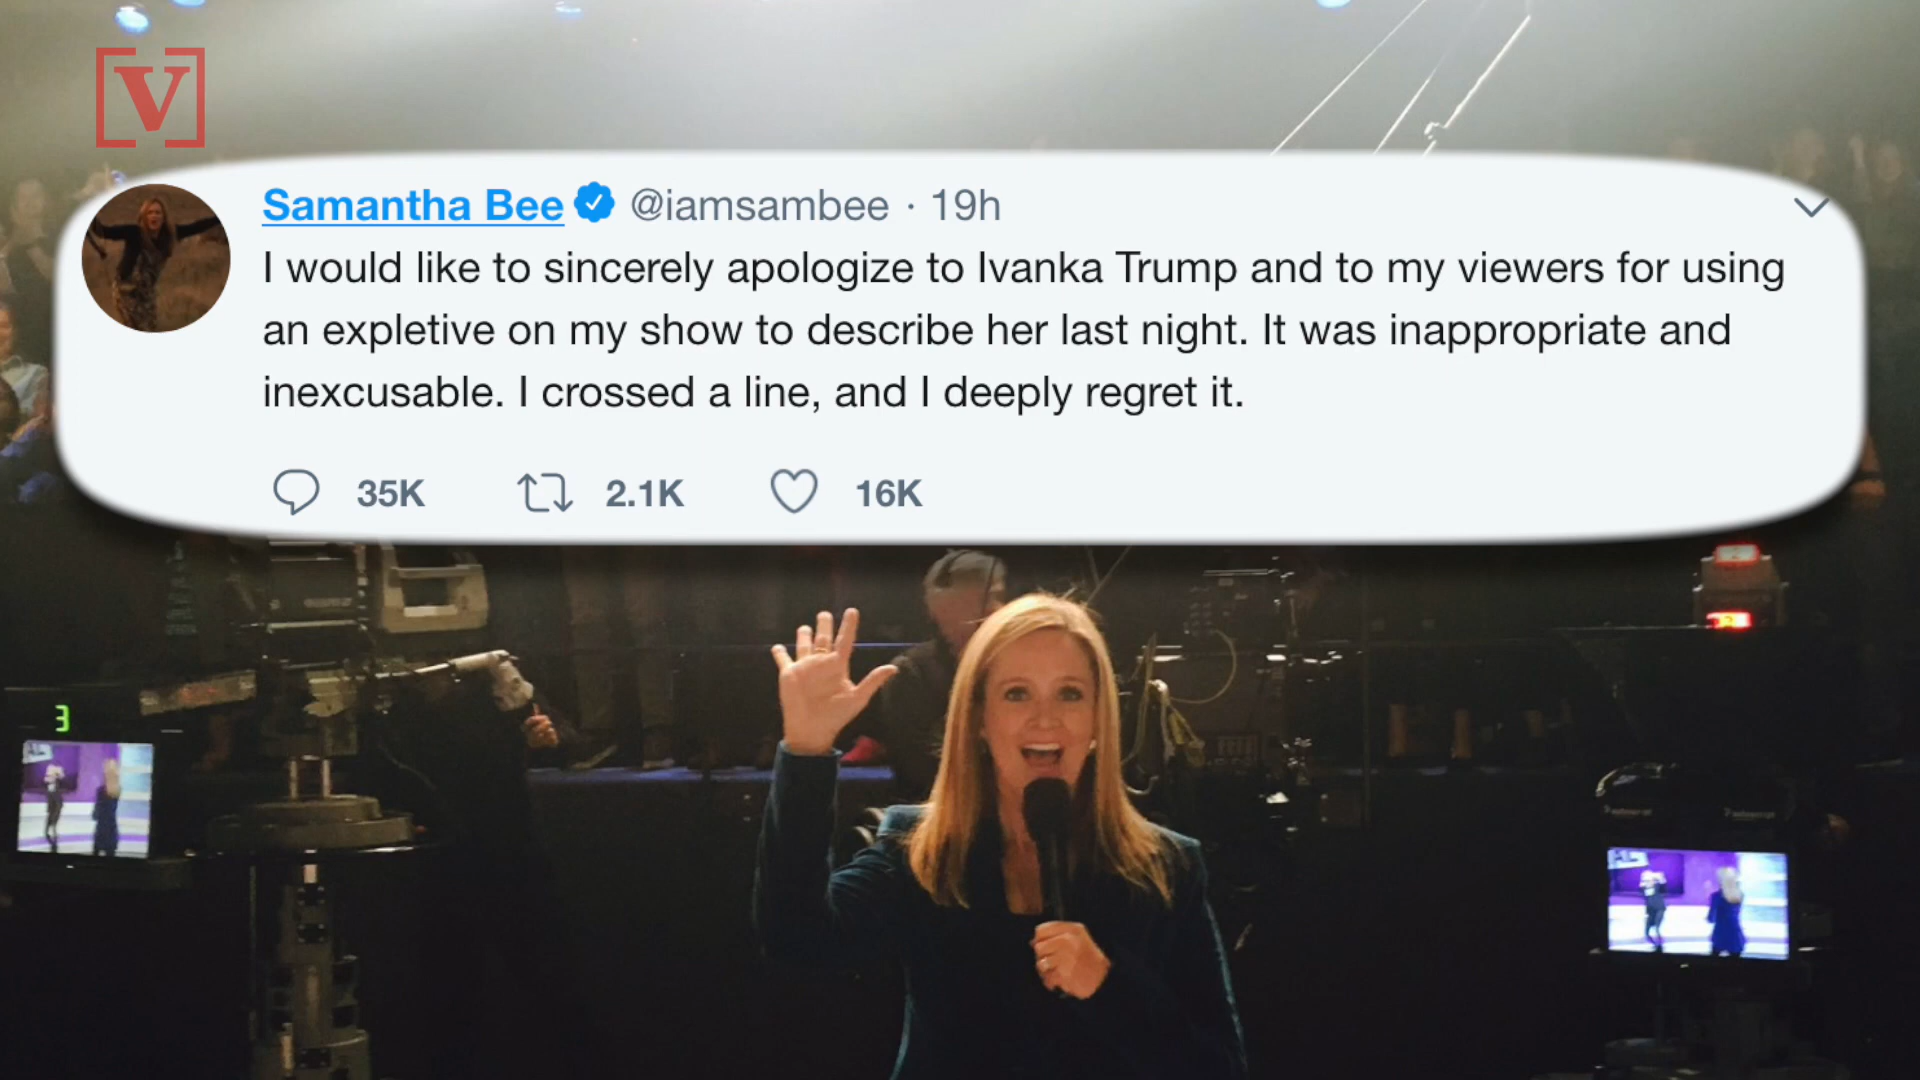 V
Samantha Bee @iamsambee · 19h
I would like to sincerely apologize to Ivanka Trump and to my viewers for using
an expletive on my show to describe her last night. It was inappropriate and
inexcusable. I crossed a line, and I deeply regret it.
35K 2.1K 16K
3